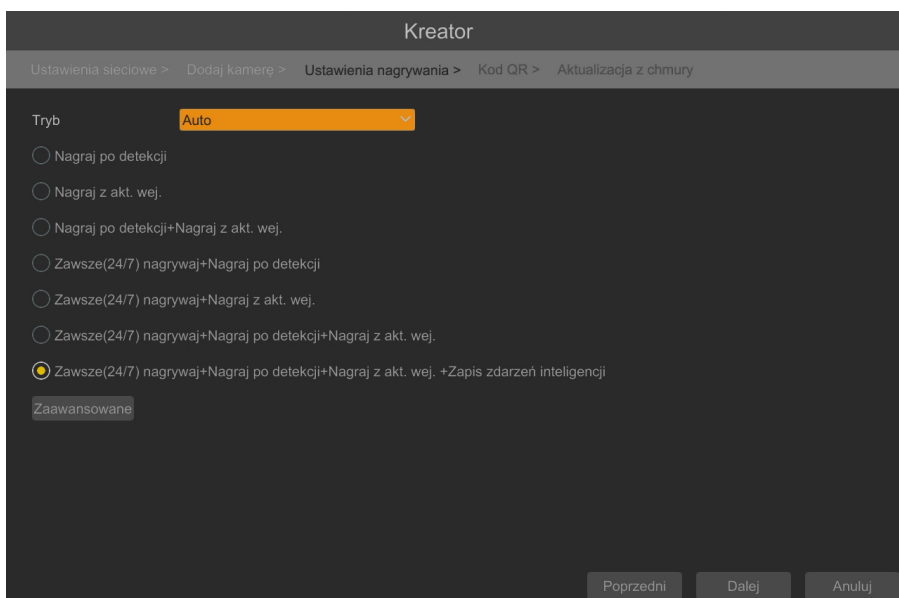 Kreator
Ustawienia sieciowe > Dodaj kamerę > Ustawienia nagrywania > Kod QR > Aktualizacja z chmury
Tryb Auto
Nagraj po detekcji
Nagraj z akt. wej.
Nagraj po detekcji+Nagraj z akt. wej.
Zawsze(24/7) nagrywaj+Nagraj po detekcji
Zawsze(24/7) nagrywaj+Nagraj z akt. wej.
Zawsze(24/7) nagrywaj+Nagraj po detekcji+Nagraj z akt. wej.
Zawsze(24/7) nagrywaj+Nagraj po detekcji+Nagraj z akt. wej. +Zapis zdarzeń inteligencji
Zaawansowane
Poprzedni Dalej Anuluj